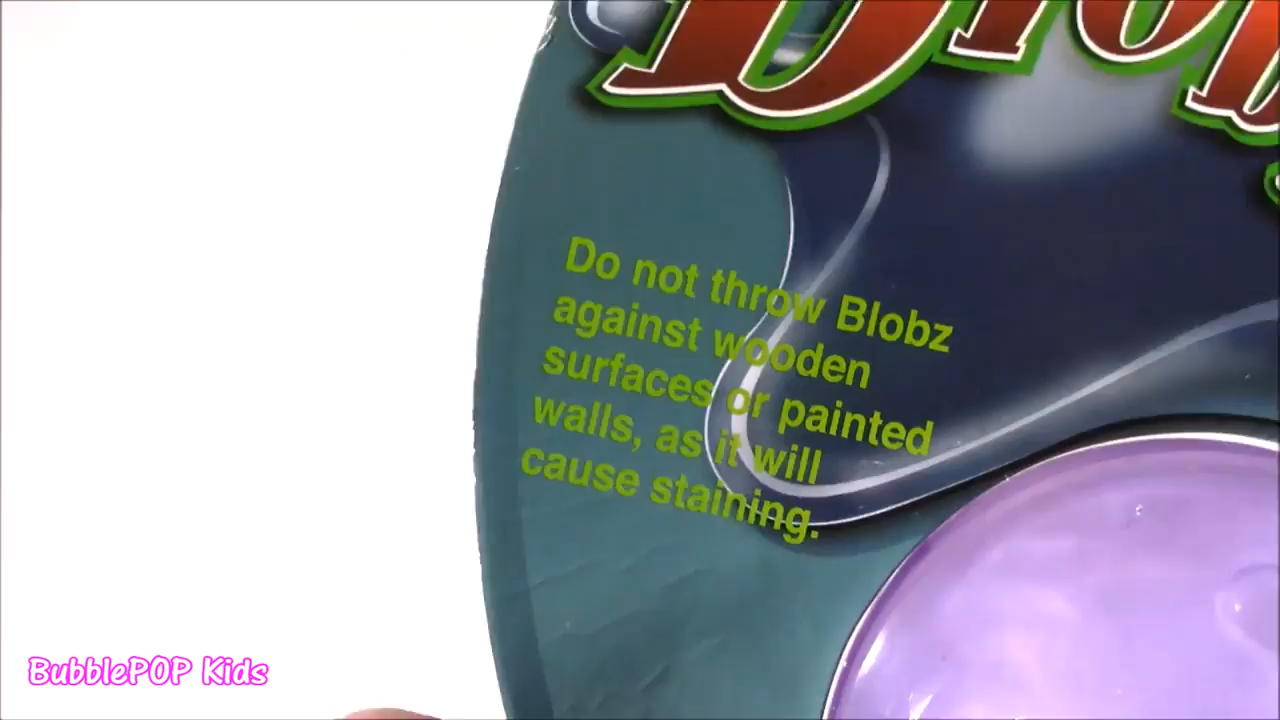 Do not throw Blobz
against wooden
surfaces or painted
walls, as it will
cause staining.
BubblePOP Kids